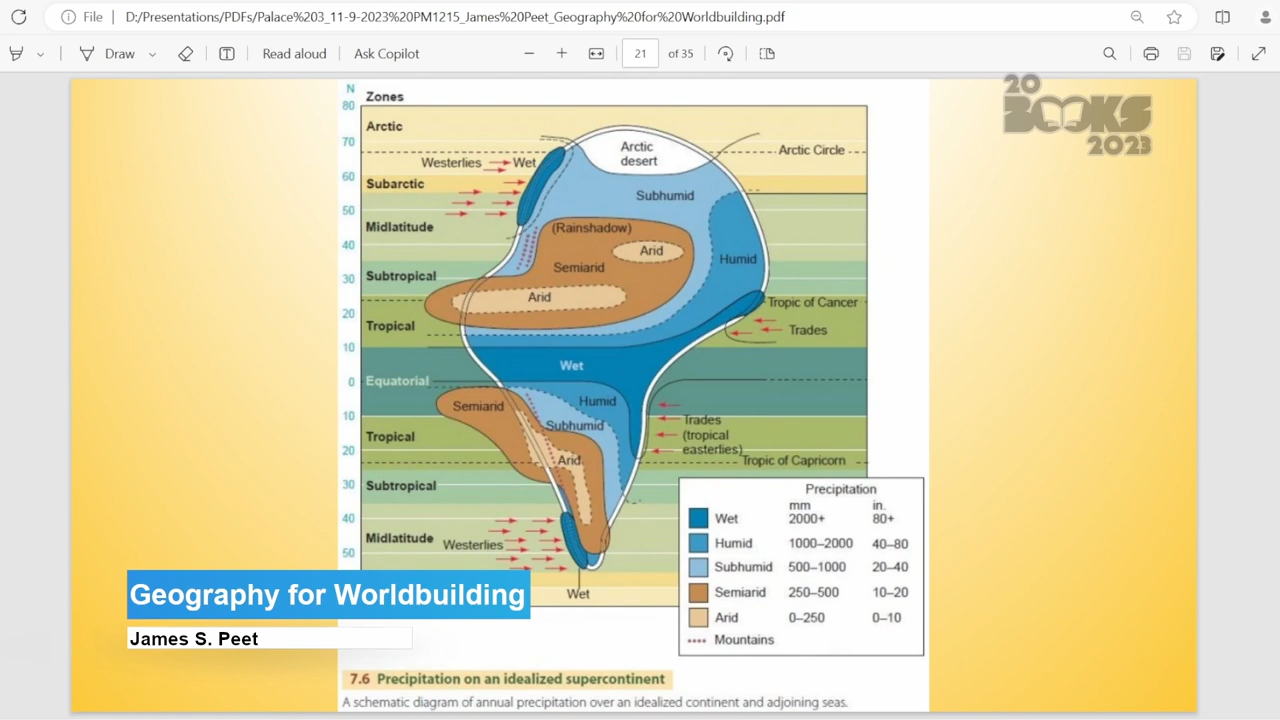 File
D:/Presentations/PDFs/Palace%203_11-9-2023%20PM1215_James%20Peet_Geography%20for%20Worldbuilding.pdf
Draw
Read aloud
Ask Copilot
21
of 35
20
BOOKS
2023
N
Zones
80
Arctic
70
Arctic desert
Arctic Circle
Westerlies
Wet
60
Subarctic
Subhumid
50
Midlatitude
(Rainshadow)
40
Arid
Humid
Semiarid
Subtropical
30
Arid
Tropic of Cancer
20
Tropical
Trades
10
Wet
0
Equatorial
Semiarid
Humid
10
Trades
(tropical
easterlies)
Subhumid
Tropical
20
Arid
Tropic of Capricorn
30
Subtropical
40
Midlatitude
Westerlies
50
Wet
Precipitation
mm in.
Wet 2000+ 80+
Humid 1000–2000 40–80
Subhumid 500–1000 20–40
Semiarid 250–500 10–20
Arid 0–250 0–10
Mountains
Geography for Worldbuilding
James S. Peet
7.6 Precipitation on an idealized supercontinent
A schematic diagram of annual precipitation over an idealized continent and adjoining seas.